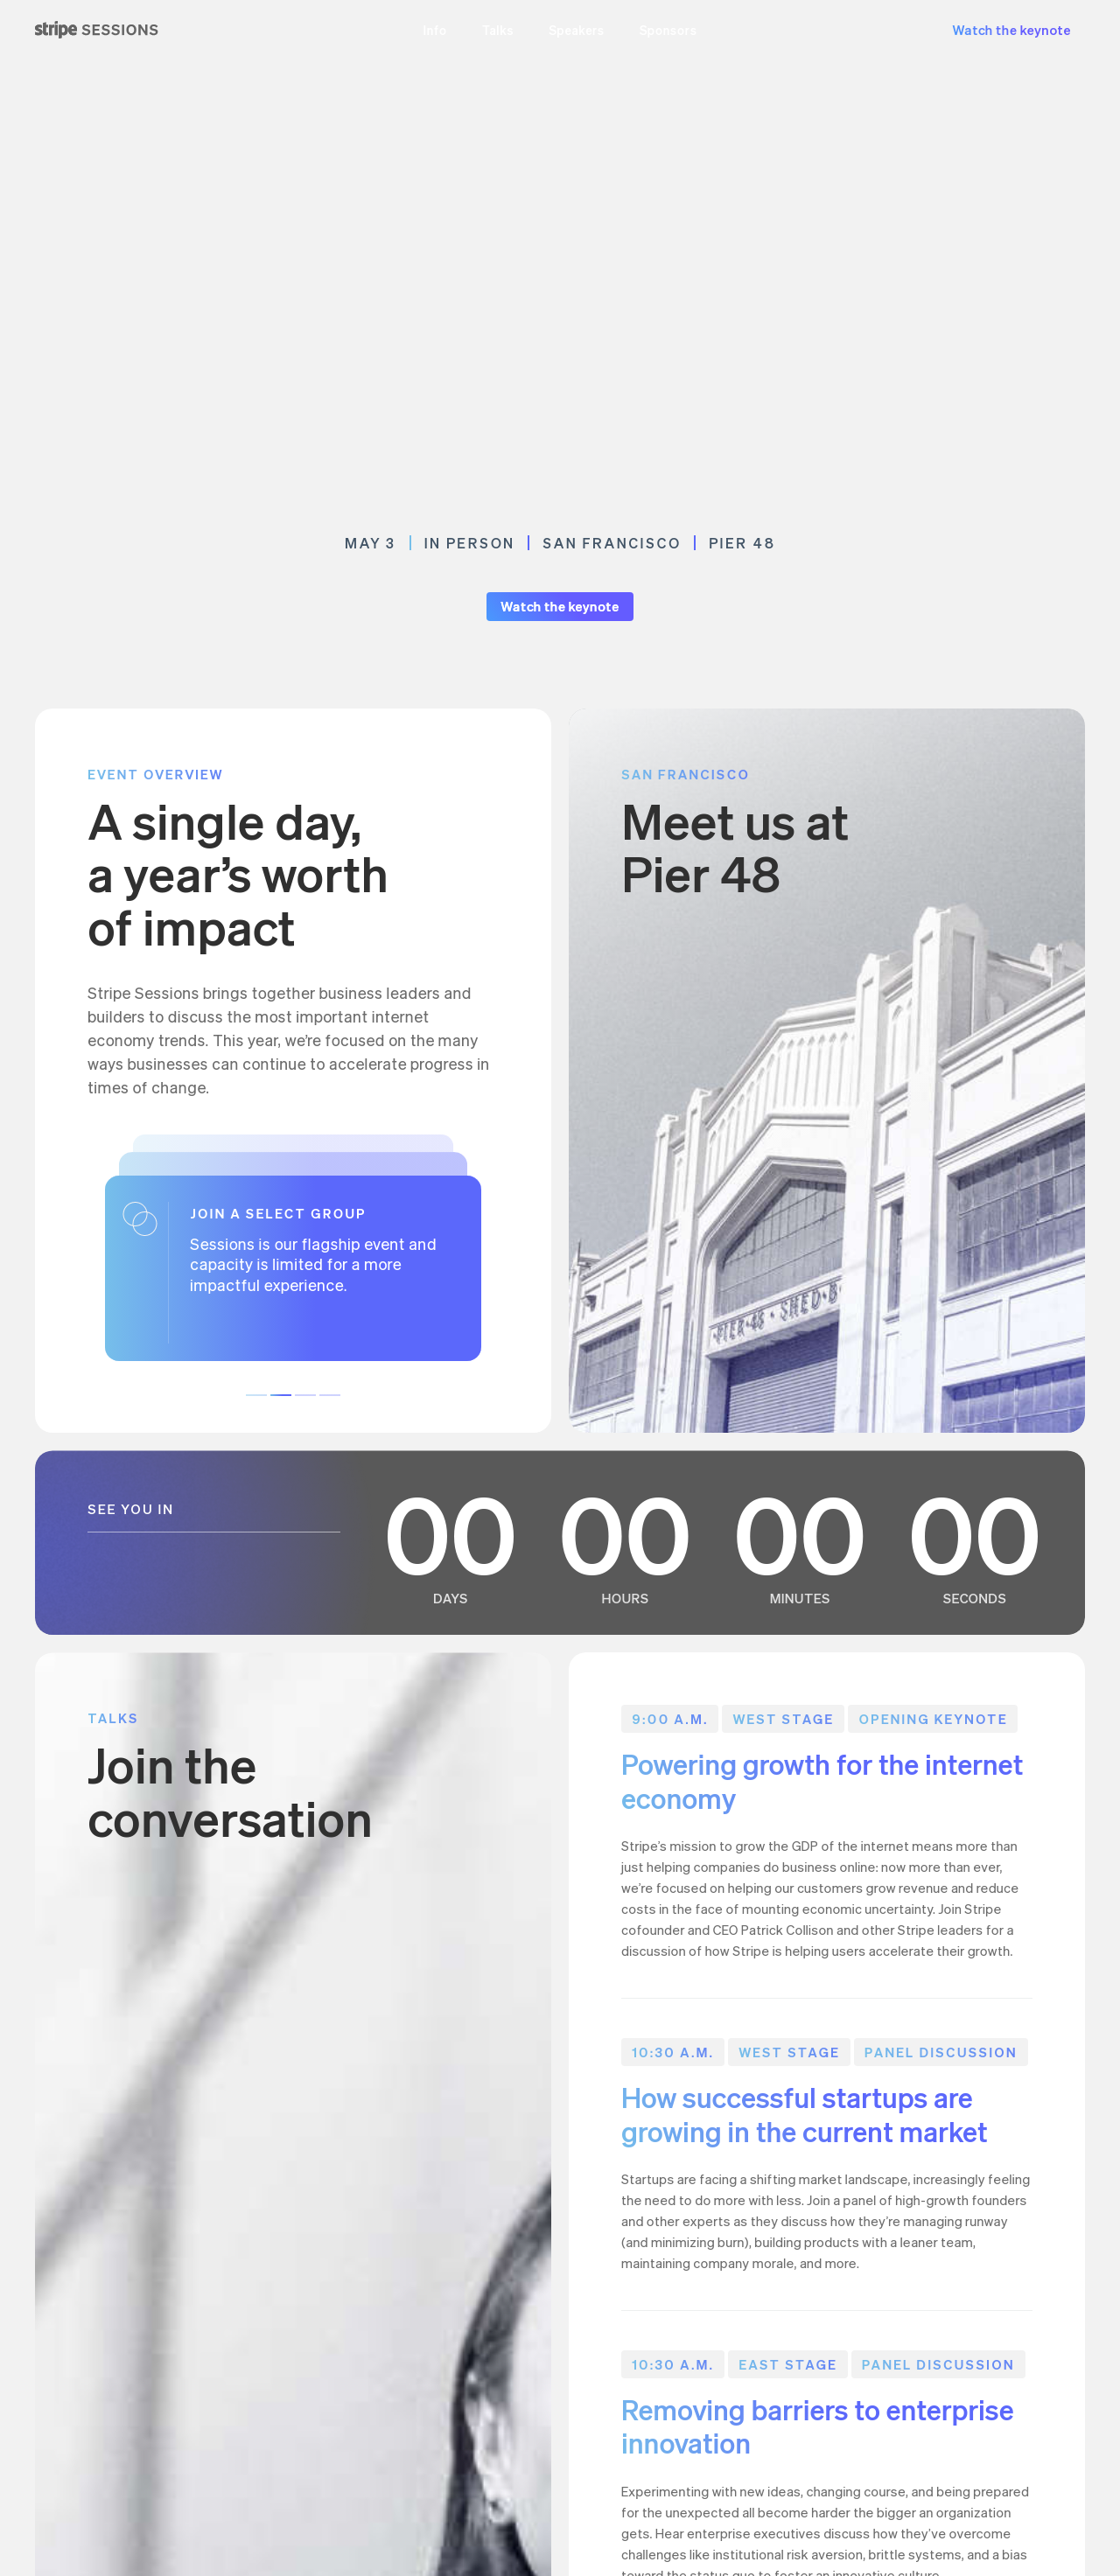 stripe SESSIONS
Info Talks Speakers Sponsors
Watch the keynote
MAY 3 | IN PERSON | SAN FRANCISCO | PIER 48
Watch the keynote
EVENT OVERVIEW
A single day,
a year’s worth
of impact
Stripe Sessions brings together business leaders and
builders to discuss the most important internet
economy trends. This year, we’re focused on the many
ways businesses can continue to accelerate progress in
times of change.
JOIN A SELECT GROUP
Sessions is our flagship event and
capacity is limited for a more
impactful experience.
SAN FRANCISCO
Meet us at
Pier 48
PIER 48 - SHED B
SEE YOU IN
00 00 00 00
DAYS HOURS MINUTES SECONDS
TALKS
Join the
conversation
9:00 A.M. WEST STAGE OPENING KEYNOTE
Powering growth for the internet
economy
Stripe’s mission to grow the GDP of the internet means more than
just helping companies do business online: now more than ever,
we’re focused on helping our customers grow revenue and reduce
costs in the face of mounting economic uncertainty. Join Stripe
cofounder and CEO Patrick Collison and other Stripe leaders for a
discussion of how Stripe is helping users accelerate their growth.
10:30 A.M. WEST STAGE PANEL DISCUSSION
How successful startups are
growing in the current market
Startups are facing a shifting market landscape, increasingly feeling
the need to do more with less. Join a panel of high-growth founders
and other experts as they discuss how they’re managing runway
(and minimizing burn), building products with a leaner team,
maintaining company morale, and more.
10:30 A.M. EAST STAGE PANEL DISCUSSION
Removing barriers to enterprise
innovation
Experimenting with new ideas, changing course, and being prepared
for the unexpected all become harder the bigger an organization
gets. Hear enterprise executives discuss how they’ve overcome
challenges like institutional risk aversion, brittle systems, and a bias
toward the status quo to foster an innovative culture.